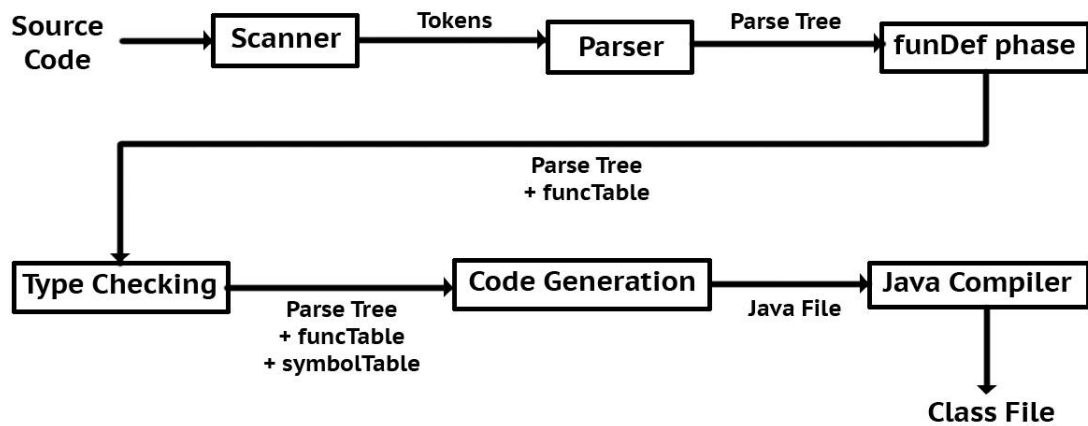 Source
Code
Scanner
Tokens
Parser
Parse Tree
funDef phase
Parse Tree
+ funcTable
Type Checking
Parse Tree
+ funcTable
+ symbolTable
Code Generation
Java File
Java Compiler
Class File